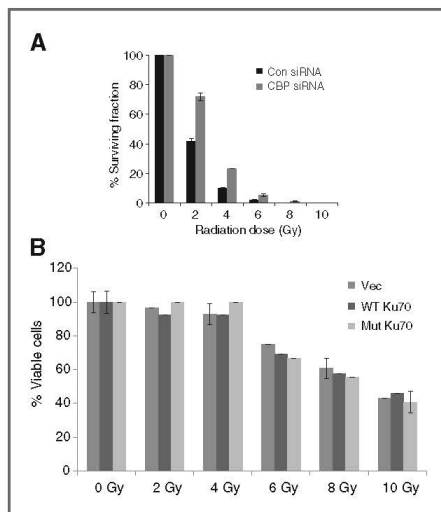 A
100
80
60
40
20
0
% Surviving fraction
Con siRNA
CBP siRNA
0 2 4 6 8 10
Radiation dose (Gy)
B
120
100
80
60
40
20
0
% Viable cells
Vec
WT Ku70
Mut Ku70
0 Gy 2 Gy 4 Gy 6 Gy 8 Gy 10 Gy